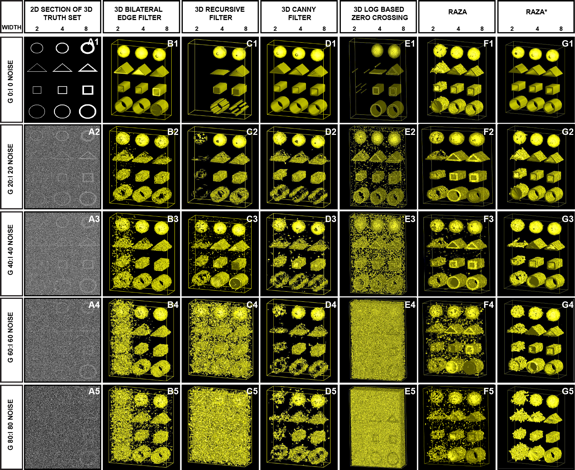 2D SECTION OF 3D TRUTH SET
3D BILATERAL EDGE FILTER
3D RECURSIVE FILTER
3D CANNY FILTER
3D LOG BASED ZERO CROSSING
RAZA
RAZA*
WIDTH
2 4 8
2 4 8
2 4 8
2 4 8
2 4 8
2 4 8
2 4 8
G 0:I 0 NOISE
A1
B1
C1
D1
E1
F1
G1
G 20:I 20 NOISE
A2
B2
C2
D2
E2
F2
G2
G 40:I 40 NOISE
A3
B3
C3
D3
E3
F3
G3
G 60:I 60 NOISE
A4
B4
C4
D4
E4
F4
G4
G 80:I 80 NOISE
A5
B5
C5
D5
E5
F5
G5